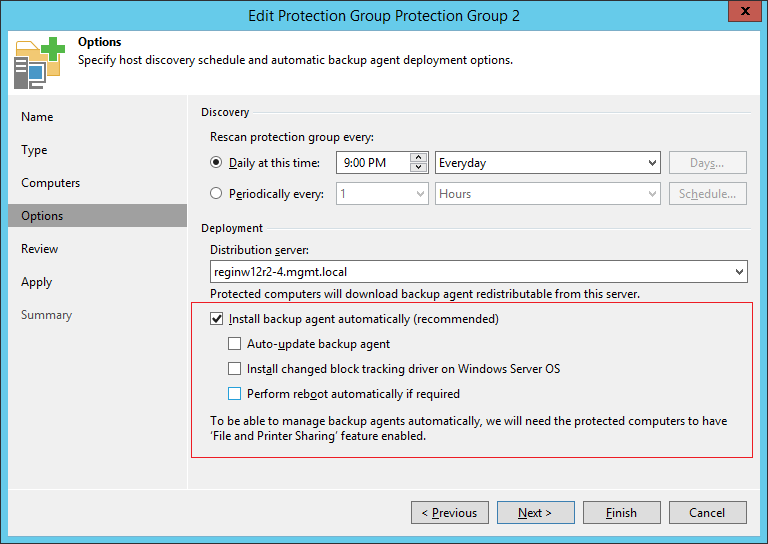 Edit Protection Group Protection Group 2
X
Options
Specify host discovery schedule and automatic backup agent deployment options.
Name
Type
Computers
Options
Review
Apply
Summary
Discovery
Rescan protection group every:
Daily at this time: 9:00 PM Everyday Days...
Periodically every: 1 Hours Schedule...
Deployment
Distribution server:
reginw12r2-4.mgmt.local
Protected computers will download backup agent redistributable from this server.
Install backup agent automatically (recommended)
Auto-update backup agent
Install changed block tracking driver on Windows Server OS
Perform reboot automatically if required
To be able to manage backup agents automatically, we will need the protected computers to have
‘File and Printer Sharing’ feature enabled.
< Previous Next > Finish Cancel